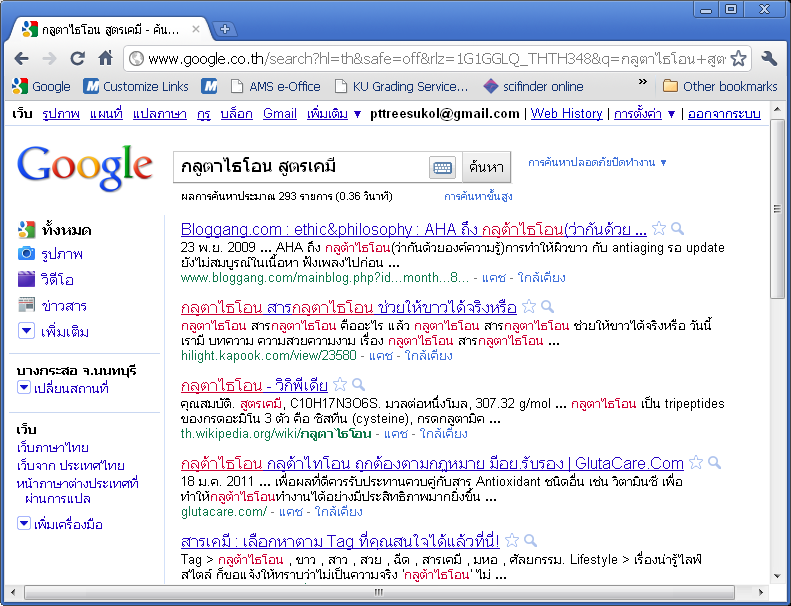 กลูตาไธโอน สูตรเคมี - ค้น...
www.google.co.th/search?hl=th&safe=off&rlz=1G1GGLQ_THTH348&q=กลูตาไธโอน+สูต
Google Customize Links AMS e-Office KU Grading Service... scifinder online » Other bookmarks
เว็บ รูปภาพ แผนที่ แปลภาษา กรุ บล็อก Gmail เพิ่มเติม ▼ pttreesukol@gmail.com | Web History | การตั้งค่า ▼ | ออกจากระบบ
Google กลูตาไธโอน สูตรเคมี ค้นหา การค้นหาปลอดภัยปิดทำงาน ▼
ผลการค้นหาประมาณ 293 รายการ (0.36 วินาที) การค้นหาขั้นสูง
ทั้งหมด
รูปภาพ
วิดีโอ
ข่าวสาร
เพิ่มเติม
บางกระสอ จ.นนทบุรี
เปลี่ยนสถานที่
เว็บ
เว็บภาษาไทย
เว็บจาก ประเทศไทย
หน้าภาษาต่างประเทศที่
ผ่านการแปล
เพิ่มเครื่องมือ
Bloggang.com : ethic&philosophy : AHA ถึง กลูตาไธโอน(ว่ากันด้วย ...
23 พ.ย. 2009 ... AHA ถึง กลูต้าไธโอน(ว่ากันด้วยองค์ความรู้)การทำให้ผิวขาว กับ antiaging รอ update
ยังไม่สมบูรณ์ในเนื้อหา ฟังเพลงไปก่อน ...
www.bloggang.com/mainblog.php?id...month...8... - แคช - ใกล้เคียง
กลูตาไธโอน สารกลูตาไธโอน ช่วยให้ขาวได้จริงหรือ
กลูตาไธโอน สารกลูตาไธโอน คืออะไร แล้ว กลูตาไธโอน สารกลูตาไธโอน ช่วยให้ขาวได้จริงหรือ วันนี้
เรามี บทความ ความสวยความงาม เรื่อง กลูตาไธโอน สารกลูตาไธโอน ...
hilight.kapook.com/view/23580 - แคช - ใกล้เคียง
กลูตาไธโอน - วิกิพีเดีย
คุณสมบัติ. สูตรเคมี, C10H17N3O6S. มวลต่อหนึ่งโมล, 307.32 g/mol ... กลูตาไธโอน เป็น tripeptides
ของกรดอะมิโน 3 ตัว คือ ซิสทีน (cysteine), กรดกลูตามิค ...
th.wikipedia.org/wiki/กลูตาไธโอน - แคช - ใกล้เคียง
กลูต้าไธโอน กลูต้าไทโอน ถูกต้องตามกฎหมาย มีอย.รับรอง | GlutaCare.Com
18 ม.ค. 2011 ... เพื่อผลที่ดีควรรับประทานควบคู่กับสาร Antioxidant ชนิดอื่น เช่น วิตามินซี เพื่อ
ทำให้กลูต้าไธโอนทำงานได้อย่างมีประสิทธิภาพมากยิ่งขึ้น ...
glutacare.com/ - แคช - ใกล้เคียง
สารเคมี : เลือกหาตาม Tag ที่คุณสนใจได้แล้วที่นี่!
Tag > กลูตาไธโอน , ขาว , สาว , สวย , ฉีด , สารเคมี , มหอ , ศัลยกรรม. Lifestyle > เรื่องน่ารู้ไลฟ์
สไตล์ ก็ขอแจ้งให้ทราบว่าไม่เป็นความจริง 'กลูต้าไธโอน' ไม่ ...